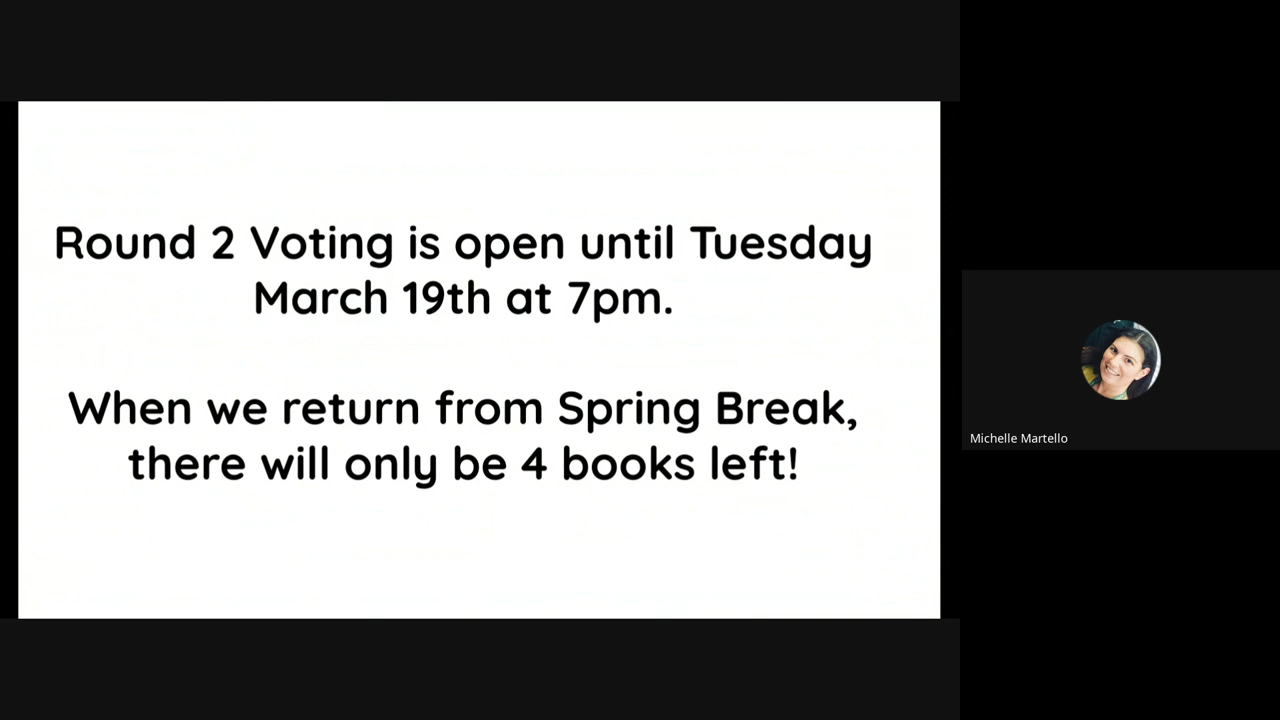 Round 2 Voting is open until Tuesday
March 19th at 7pm.
When we return from Spring Break,
there will only be 4 books left!
Michelle Martello